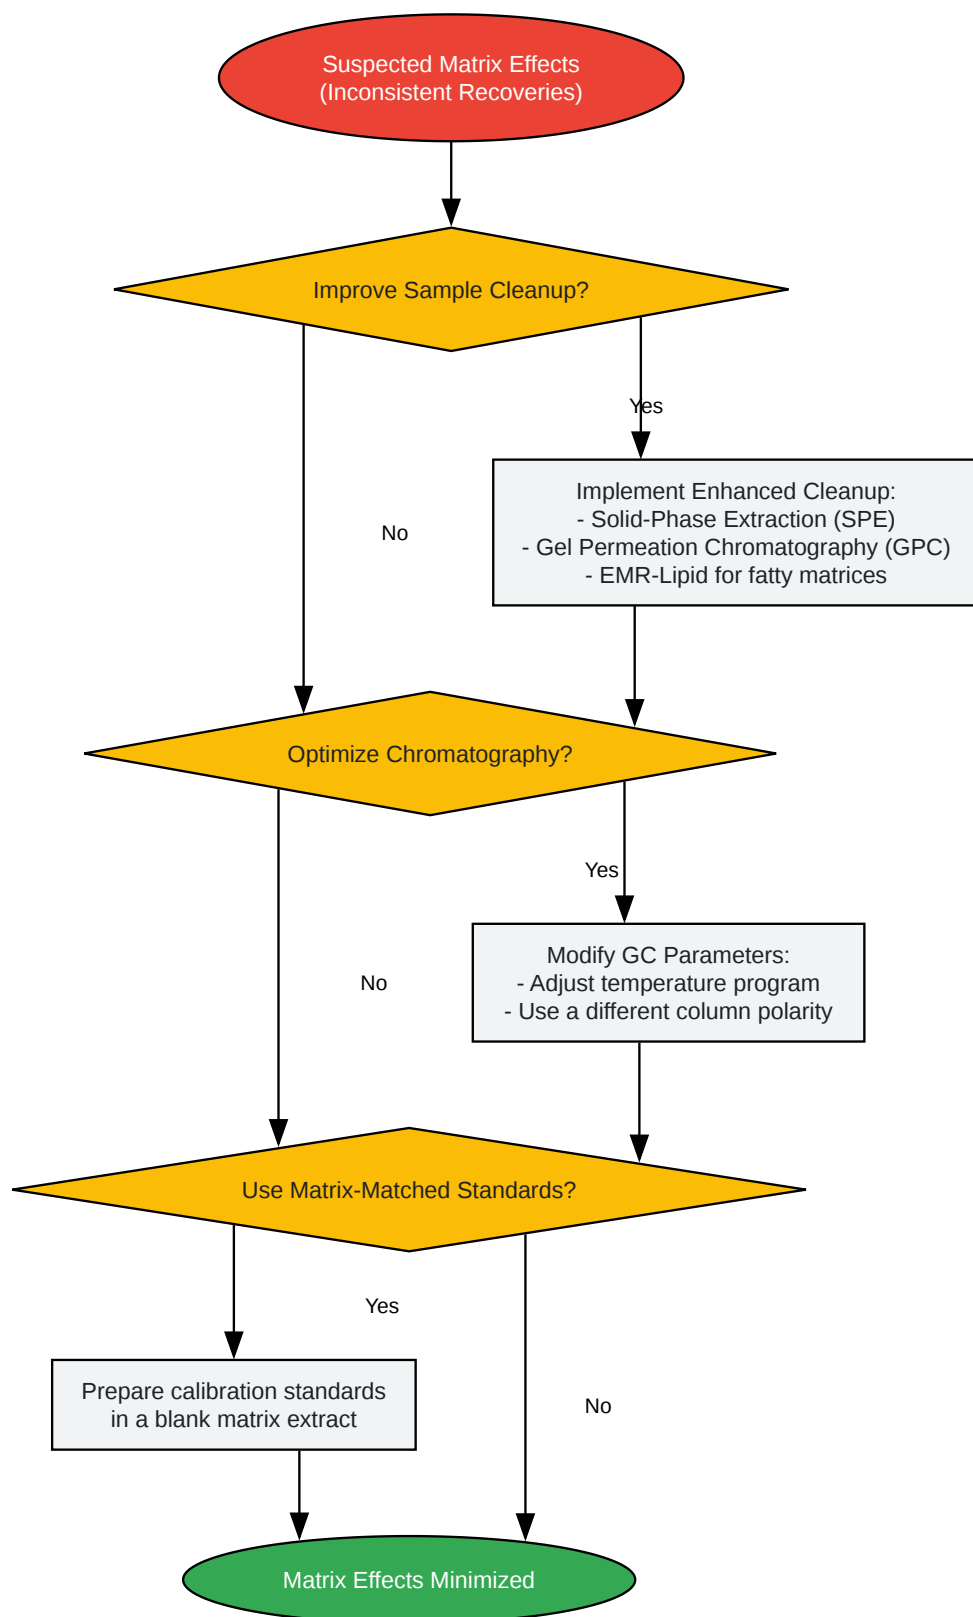 Suspected Matrix Effects
(Inconsistent Recoveries)
Improve Sample Cleanup?
Yes
Implement Enhanced Cleanup:
- Solid-Phase Extraction (SPE)
- Gel Permeation Chromatography (GPC)
- EMR-Lipid for fatty matrices
No
Optimize Chromatography?
Yes
Modify GC Parameters:
- Adjust temperature program
- Use a different column polarity
No
Use Matrix-Matched Standards?
Yes
Prepare calibration standards
in a blank matrix extract
No
Matrix Effects Minimized